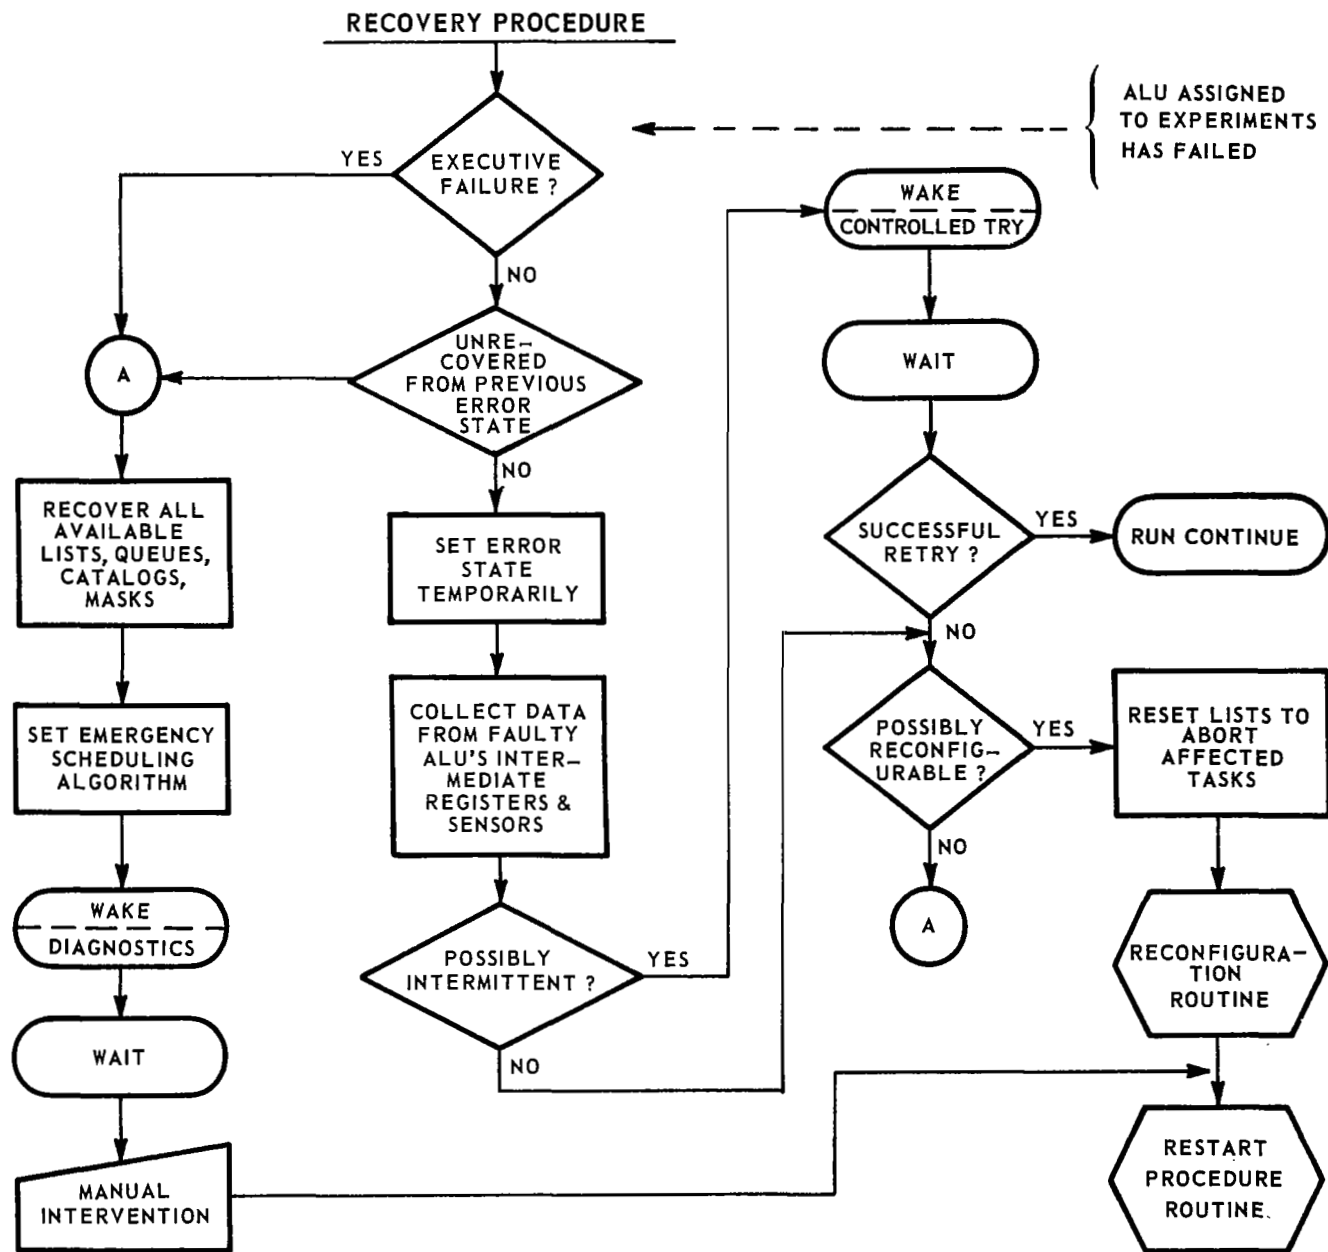 RECOVERY PROCEDURE
ALU ASSIGNED
TO EXPERIMENTS
HAS FAILED
YES
EXECUTIVE
FAILURE ?
NO
WAKE
CONTROLLED TRY
UNRE-
COVERED
FROM PREVIOUS
ERROR
STATE
A
NO
WAIT
RECOVER ALL
AVAILABLE
LISTS, QUEUES,
CATALOGS,
MASKS
SET ERROR
STATE
TEMPORARILY
SUCCESSFUL
RETRY ?
YES
RUN CONTINUE
NO
SET EMERGENCY
SCHEDULING
ALGORITHM
COLLECT DATA
FROM FAULTY
ALU'S INTER-
MEDIATE
REGISTERS &
SENSORS
POSSIBLY
RECONFIG-
URABLE ?
YES
RESET LISTS TO
ABORT
AFFECTED
TASKS
NO
WAKE
DIAGNOSTICS
POSSIBLY
INTERMITTENT ?
YES
NO
A
RECONFIGURA-
TION
ROUTINE
WAIT
MANUAL
INTERVENTION
RESTART
PROCEDURE
ROUTINE.